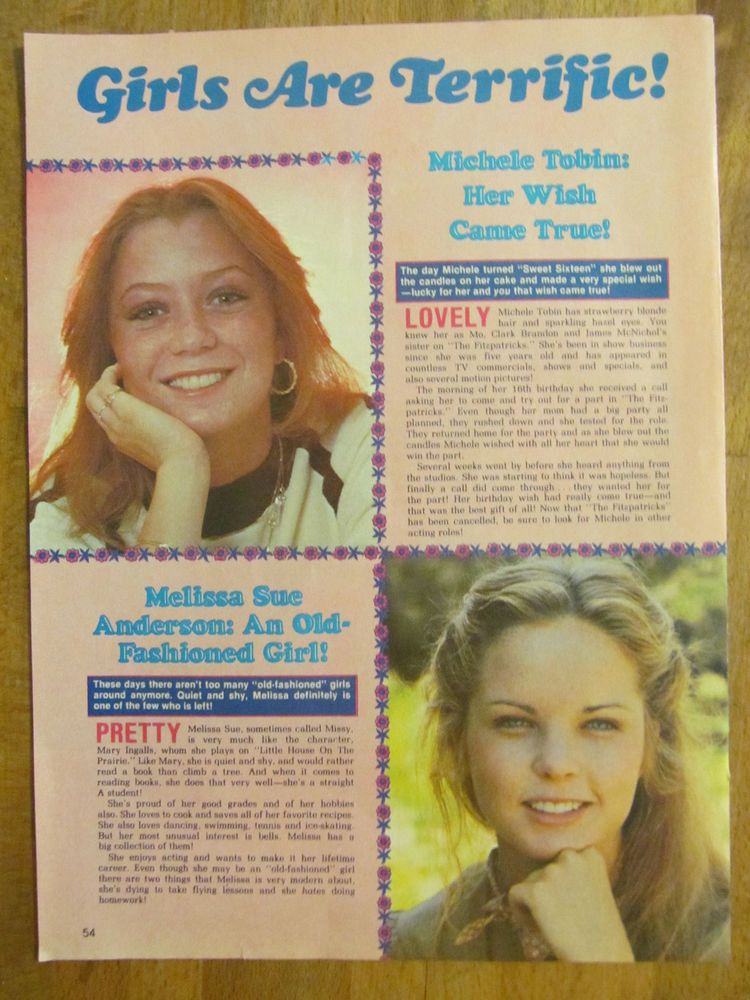 Girls Are Terrific!
Michele Tobin:
Her Wish
Came True!
The day Michele turned "Sweet Sixteen" she blew out
the candles on her cake and made a very special wish
—lucky for her and you that wish came true!
LOVELY Michele Tobin has strawberry blonde
hair and sparkling hazel eyes. You
knew her as Mo, Clark Brandon and James McNichol's
sister on "The Fitzpatricks." She's been in show business
since she was five years old and has appeared in
countless TV commercials, shows and specials, and
also several motion pictures!
The morning of her 16th birthday she received a call
asking her to come and try out for a part in "The Fitz-
patricks." Even though her mom had a big party all
planned, they rushed down and she tested for the role.
They returned home for the party and as she blew out the
candles Michele wished with all her heart that she would
win the part.
Several weeks went by before she heard anything from
the studios. She was starting to think it was hopeless. But
finally a call did come through . . . they wanted her for
the part! Her birthday wish had really come true—and
that was the best gift of all! Now that "The Fitzpatricks"
has been cancelled, be sure to look for Michele in other
acting roles!
Melissa Sue
Anderson: An Old-
Fashioned Girl!
These days there aren't too many "old-fashioned" girls
around anymore. Quiet and shy, Melissa definitely is
one of the few who is left!
PRETTY Melissa Sue, sometimes called Missy,
is very much like the character,
Mary Ingalls, whom she plays on "Little House On The
Prairie." Like Mary, she is quiet and shy, and would rather
read a book than climb a tree. And when it comes to
reading books, she does that very well—she's a straight
A student!
She's proud of her good grades and of her hobbies
also. She loves to cook and saves all of her favorite recipes.
She also loves dancing, swimming, tennis and ice-skating.
But her most unusual interest is bells. Melissa has a
big collection of them!
She enjoys acting and wants to make it her lifetime
career. Even though she may be an "old-fashioned" girl
there are two things that Melissa is very modern about,
she's dying to take flying lessons and she hates doing
homework!
54